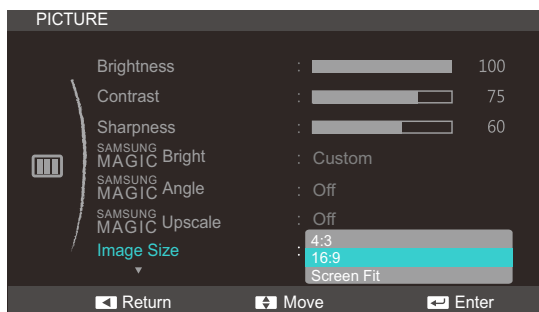 PICTURE
Brightness : 100
Contrast : 75
Sharpness : 60
SAMSUNG MAGIC Bright : Custom
SAMSUNG MAGIC Angle : Off
SAMSUNG MAGIC Upscale : Off
Image Size :
4:3
16:9
Screen Fit
Return Move Enter